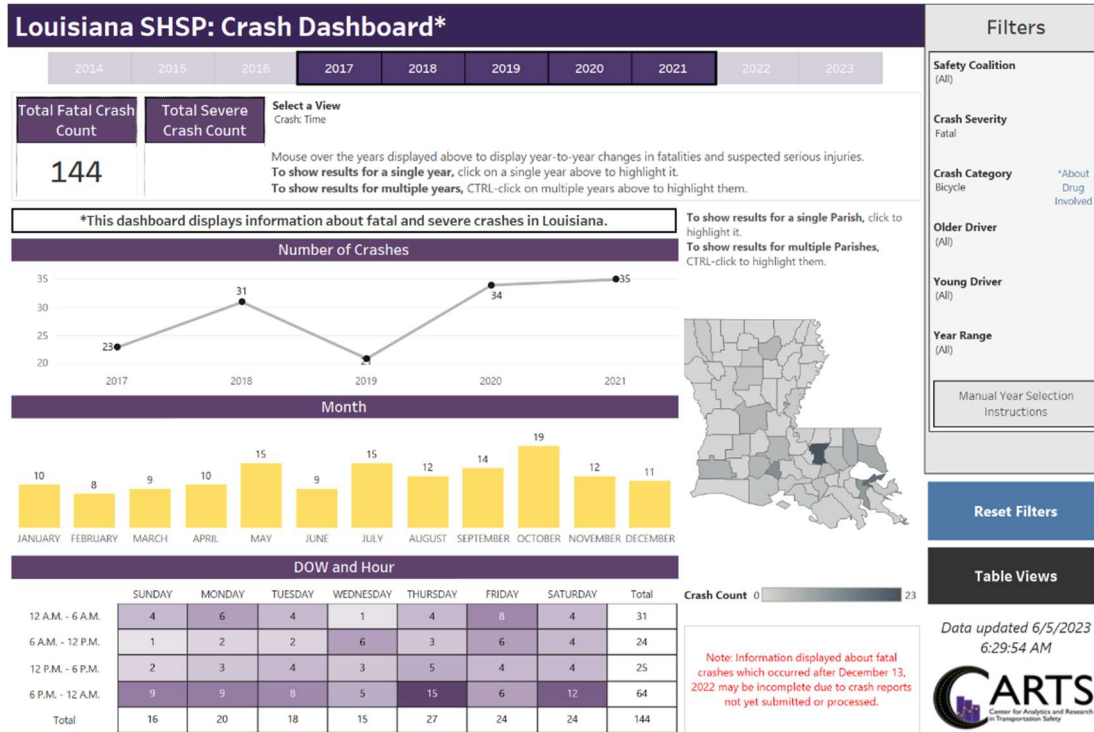 Louisiana SHSP: Crash Dashboard*
2014 2015 2016 2017 2018 2019 2020 2021 2022 2023
Total Fatal Crash
Count
144
Total Severe
Crash Count
Select a View
Crash: Time
Mouse over the years displayed above to display year-to-year changes in fatalities and suspected serious injuries.
To show results for a single year, click on a single year above to highlight it.
To show results for multiple years, CTRL-click on multiple years above to highlight them.
*This dashboard displays information about fatal and severe crashes in Louisiana.
To show results for a single Parish, click to
highlight it.
To show results for multiple Parishes,
CTRL-click to highlight them.
Number of Crashes
35
30
25
20
23 31 21 34 35
2017 2018 2019 2020 2021
Month
10 8 9 10 15 9 15 12 14 19 12 11
JANUARY FEBRUARY MARCH APRIL MAY JUNE JULY AUGUST SEPTEMBER OCTOBER NOVEMBER DECEMBER
DOW and Hour
SUNDAY MONDAY TUESDAY WEDNESDAY THURSDAY FRIDAY SATURDAY Total
12 A.M. - 6 A.M. 4 6 4 1 4 8 4 31
6 A.M. - 12 P.M. 1 2 2 6 3 6 4 24
12 P.M. - 6 P.M. 2 3 4 3 5 4 4 25
6 P.M. - 12 A.M. 9 9 8 5 15 6 12 64
Total 16 20 18 15 27 24 24 144
Crash Count 0 23
Note: Information displayed about fatal
crashes which occurred after December 13,
2022 may be incomplete due to crash reports
not yet submitted or processed.
Filters
Safety Coalition
(All)
Crash Severity
Fatal
Crash Category
Bicycle
*About
Drug
Involved
Older Driver
(All)
Young Driver
(All)
Year Range
(All)
Manual Year Selection
Instructions
Reset Filters
Table Views
Data updated 6/5/2023
6:29:54 AM
CARTS
Center for Analytics and Research
in Transportation Safety